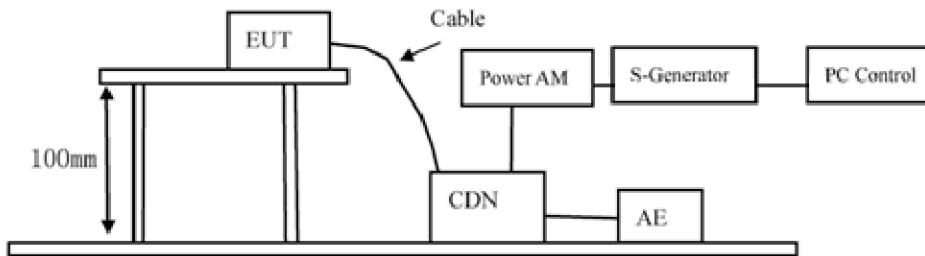 Cable
EUT
Power AM
S-Generator
PC Control
100mm
CDN
AE